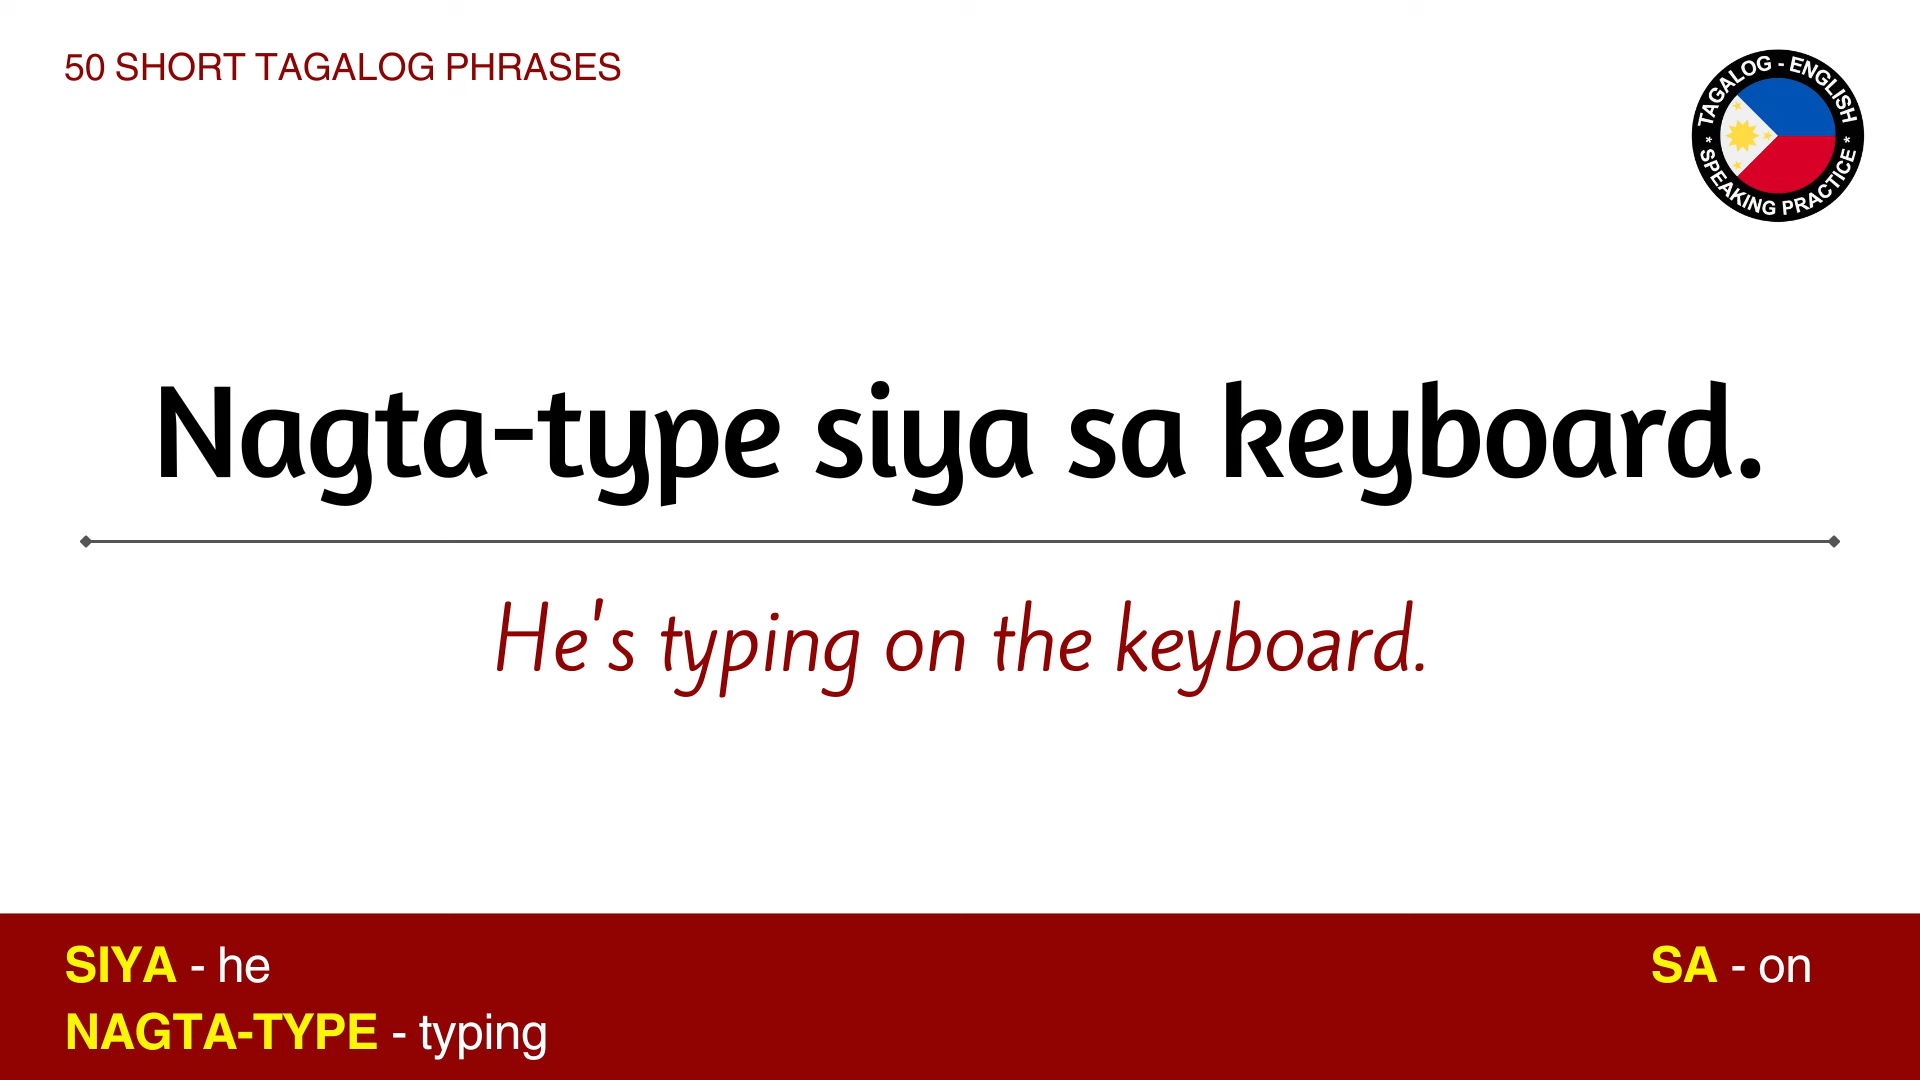 50 SHORT TAGALOG PHRASES
TAGALOG - ENGLISH
* SPEAKING PRACTICE *
Nagta-type siya sa keyboard.
He's typing on the keyboard.
SIYA - he
SA - on
NAGTA-TYPE - typing